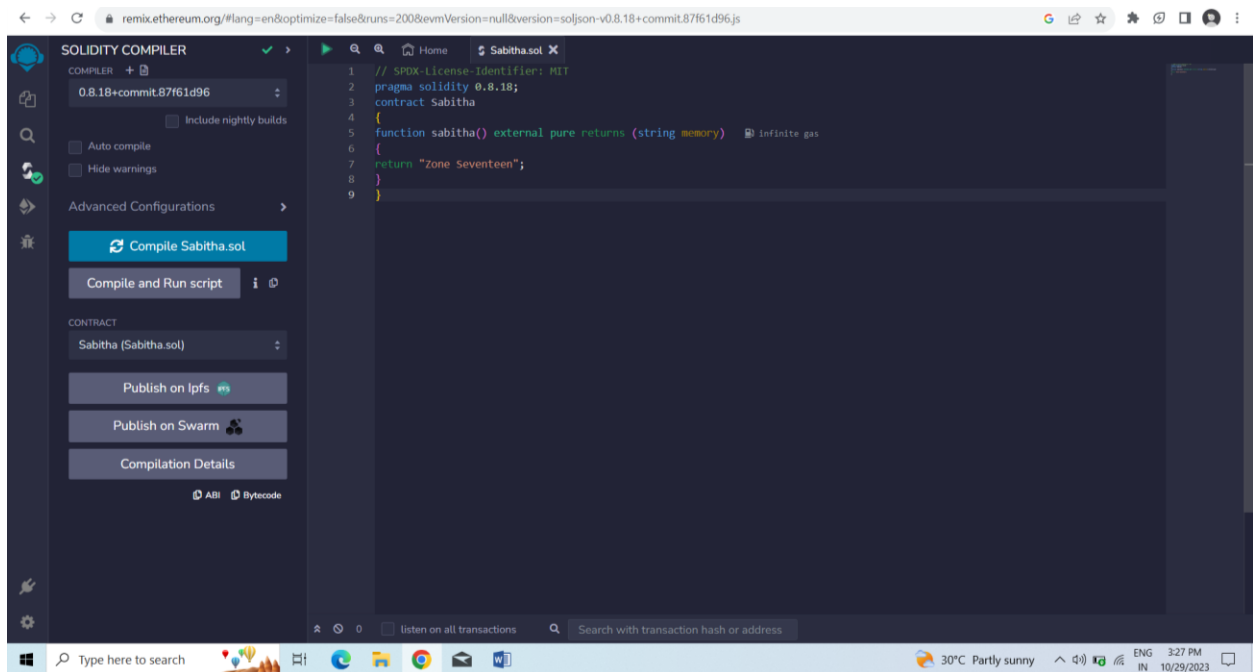 remix.ethereum.org/#lang=en&optimize=false&runs=200&evmVersion=null&version=soljson-v0.8.18+commit.87f61d96.js
SOLIDITY COMPILER
COMPILER
0.8.18+commit.87f61d96
Include nightly builds
Auto compile
Hide warnings
Advanced Configurations
Compile Sabitha.sol
Compile and Run script
CONTRACT
Sabitha (Sabitha.sol)
Publish on Ipfs
Publish on Swarm
Compilation Details
ABI Bytecode
Home Sabitha.sol
1 // SPDX-License-Identifier: MIT
2 pragma solidity 0.8.18;
3 contract Sabitha
4 {
5 function sabitha() external pure returns (string memory) infinite gas
6 {
7 return "Zone Seventeen";
8 }
9 }
0 listen on all transactions Search with transaction hash or address
Type here to search
30°C Partly sunny
ENG
IN
3:27 PM
10/29/2023